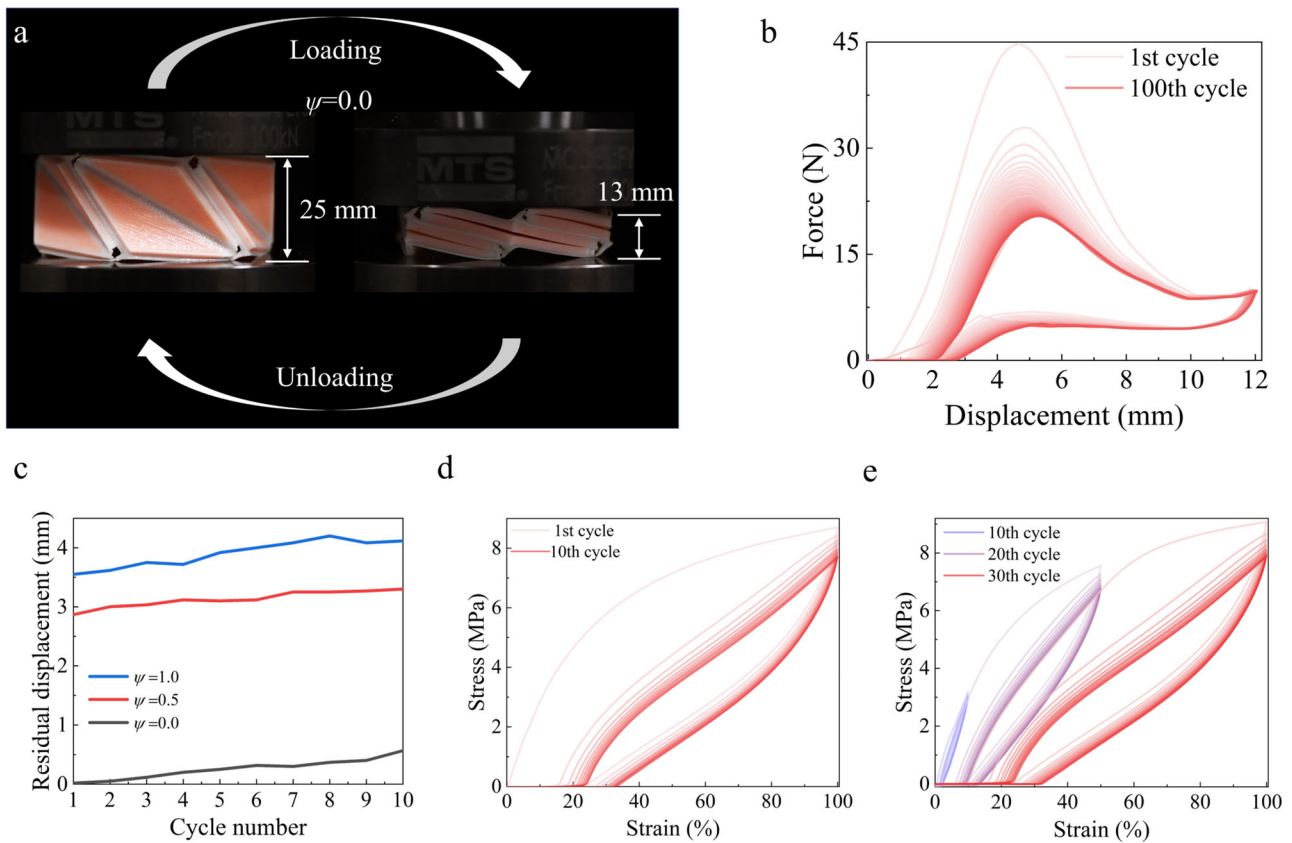 a
Loading
ψ=0.0
MTS
100kN
25 mm
MTS
13 mm
Unloading
b
45
30
15
0
Force (N)
1st cycle
100th cycle
0 2 4 6 8 10 12
Displacement (mm)
c
Residual displacement (mm)
4
3
2
1
0
ψ=1.0
ψ=0.5
ψ=0.0
1 2 3 4 5 6 7 8 9 10
Cycle number
d
Stress (MPa)
8
6
4
2
0
1st cycle
10th cycle
0 20 40 60 80 100
Strain (%)
e
Stress (MPa)
8
6
4
2
0
10th cycle
20th cycle
30th cycle
0 20 40 60 80 100
Strain (%)